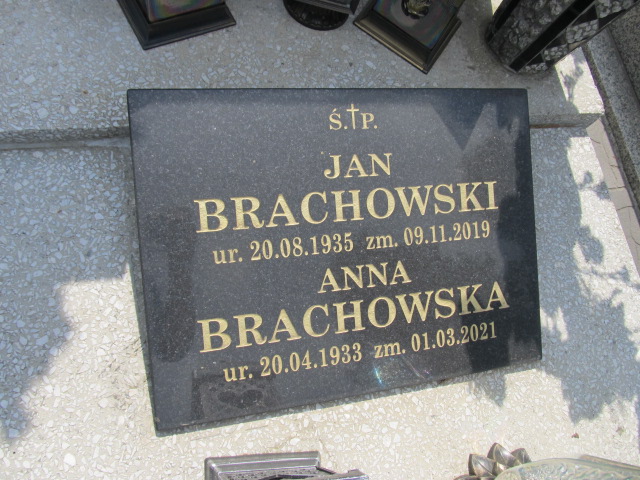 Ś.†P.
JAN
BRACHOWSKI
ur. 20.08.1935 zm. 09.11.2019
ANNA
BRACHOWSKA
ur. 20.04.1933 zm. 01.03.2021